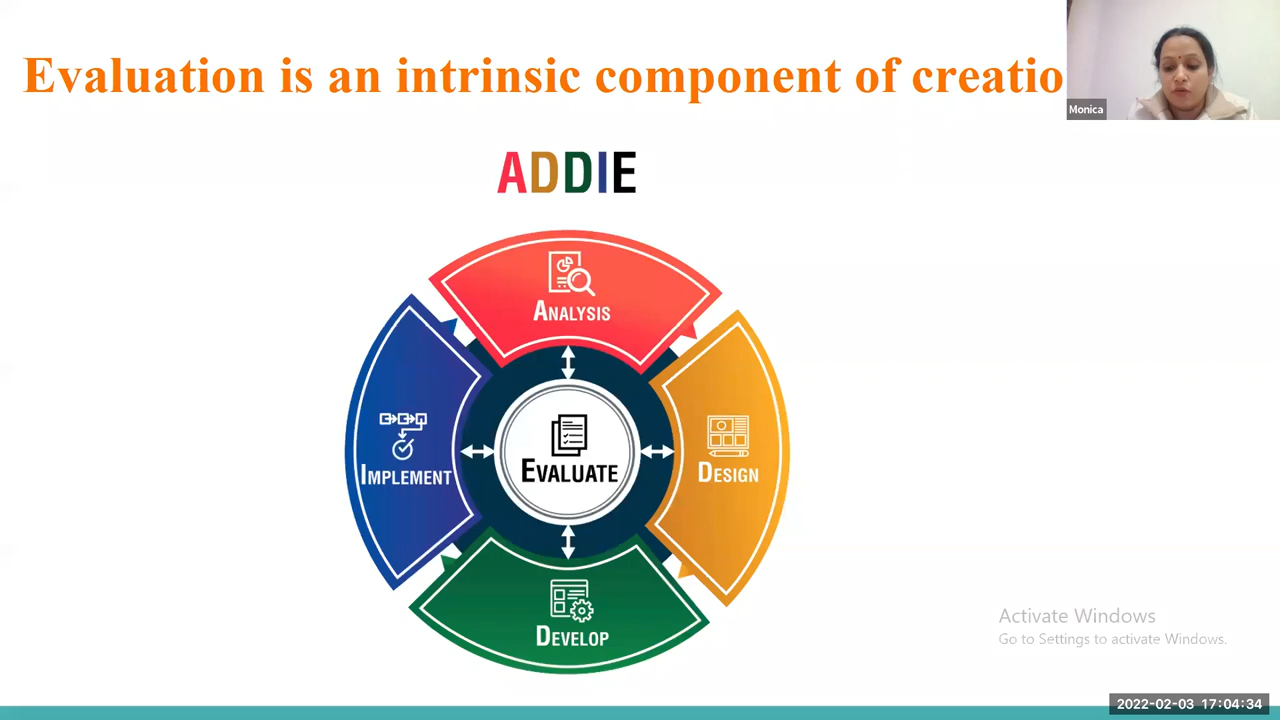 Evaluation is an intrinsic component of creatio
Monica
ADDIE
ANALYSIS
IMPLEMENT
EVALUATE
DESIGN
DEVELOP
Activate Windows
Go to Settings to activate Windows.
2022-02-03 17:04:34